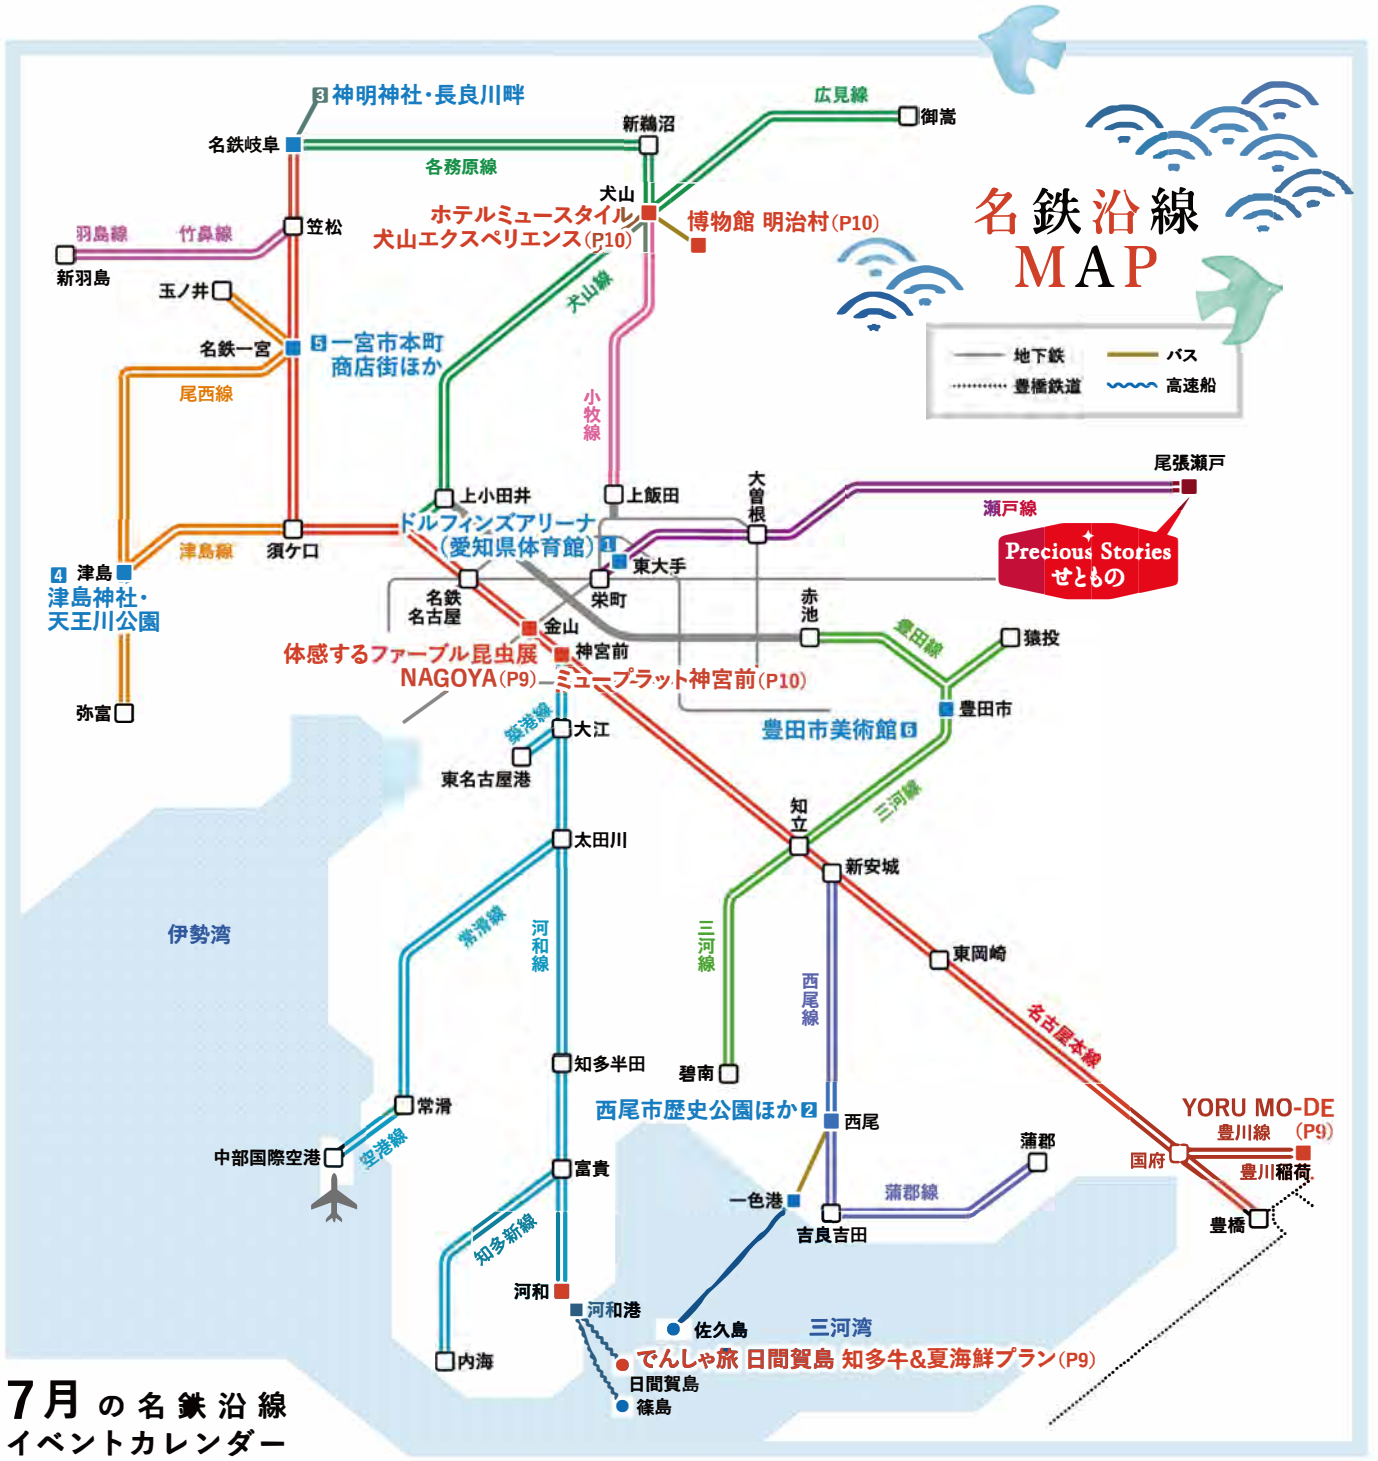 3 神明神社・長良川畔
広見線
御嵩
新鵜沼
名鉄岐阜
各務原線
犬山
ホテルミュースタイル
犬山エクスペリエンス(P10)
博物館 明治村(P10)
名鉄沿線
MAP
羽島線
竹鼻線
笠松
新羽島
玉ノ井
犬山線
名鉄一宮
5 一宮市本町
商店街ほか
地下鉄
バス
豊橋鉄道
高速船
尾西線
小牧線
尾張瀬戸
上小田井
上飯田
大曽根
瀬戸線
ドルフィンズアリーナ
(愛知県体育館) 1
Precious Stories
せともの
津島線
須ケ口
東大手
4 津島
津島神社・
天王川公園
名鉄
名古屋
栄町
赤池
金山
豊田線
猿投
体感するファーブル昆虫展
NAGOYA(P9)
神宮前
ミュープラット神宮前(P10)
弥富
豊田市
豊田市美術館 6
築港線
大江
東名古屋港
三河線
知立
太田川
新安城
伊勢湾
常滑線
河和線
三河線
東岡崎
西尾線
名古屋本線
知多半田
碧南
常滑
西尾市歴史公園ほか 2
西尾
YORU MO-DE
(P9)
豊川線
中部国際空港
空港線
蒲郡
国府
豊川稲荷
富貴
一色港
蒲郡線
吉良吉田
豊橋
知多新線
河和
河和港
佐久島
三河湾
でんしゃ旅 日間賀島 知多牛&夏海鮮プラン(P9)
内海
日間賀島
篠島
7月の名鉄沿線
イベントカレンダー